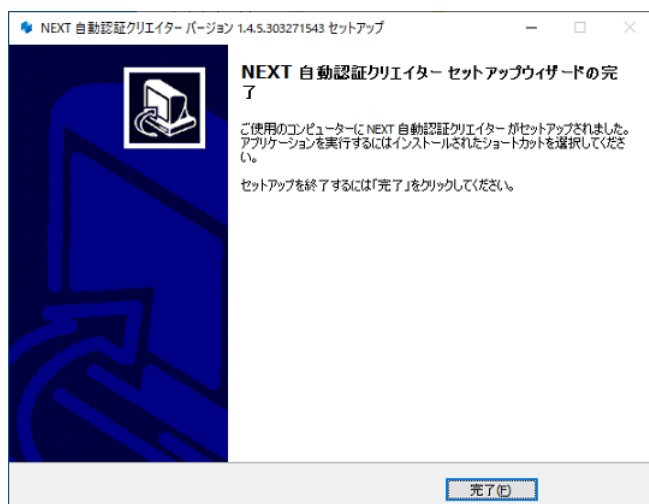 NEXT 自動認証クリエイター バージョン 1.4.5.303271543 セットアップ
NEXT 自動認証クリエイター セットアップウィザードの完
了
ご使用のコンピューターに NEXT 自動認証クリエイター がセットアップされました。
アプリケーションを実行するにはインストールされたショートカットを選択してくださ
い。
セットアップを終了するには「完了」をクリックしてください。
完了(F)